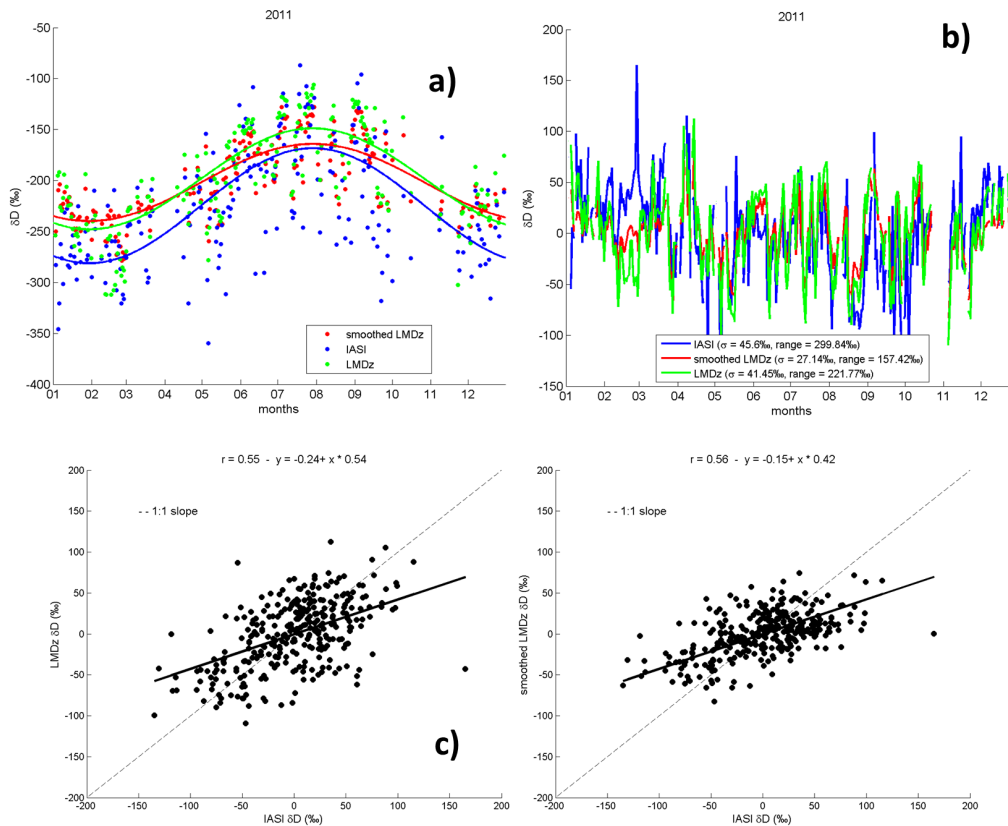 2011
-50
-100
-150
-200
-250
-300
-350
-400
δD (‰)
01 02 03 04 05 06 07 08 09 10 11 12
months
a)
smoothed LMDz
IASI
LMDz
2011
200
150
100
50
0
-50
-100
-150
δD (‰)
01 02 03 04 05 06 07 08 09 10 11 12
months
b)
IASI (σ = 45.6‰, range = 299.84‰)
smoothed LMDz (σ = 27.14‰, range = 157.42‰)
LMDz (σ = 41.45‰, range = 221.77‰)
r = 0.55 - y = -0.24+ x * 0.54
200
150
100
50
0
-50
-100
-150
-200
LMDz δD (‰)
- - 1:1 slope
-200 -150 -100 -50 0 50 100 150 200
IASI δD (‰)
c)
r = 0.56 - y = -0.15+ x * 0.42
200
150
100
50
0
-50
-100
-150
-200
smoothed LMDz δD (‰)
- - 1:1 slope
-200 -150 -100 -50 0 50 100 150 200
IASI δD (‰)